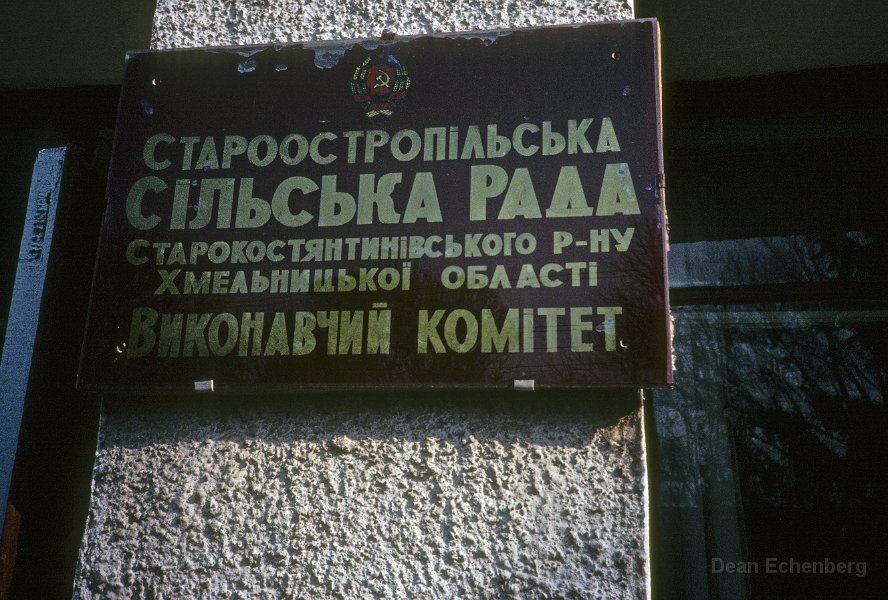 СТАРООСТРОПІЛЬСЬКА
СІЛЬСЬКА РАДА
СТАРОКОСТЯНТИНІВСЬКОГО Р-НУ
ХМЕЛЬНИЦЬКОЇ ОБЛАСТІ
ВИКОНАВЧИЙ КОМІТЕТ
Dean Echenberg